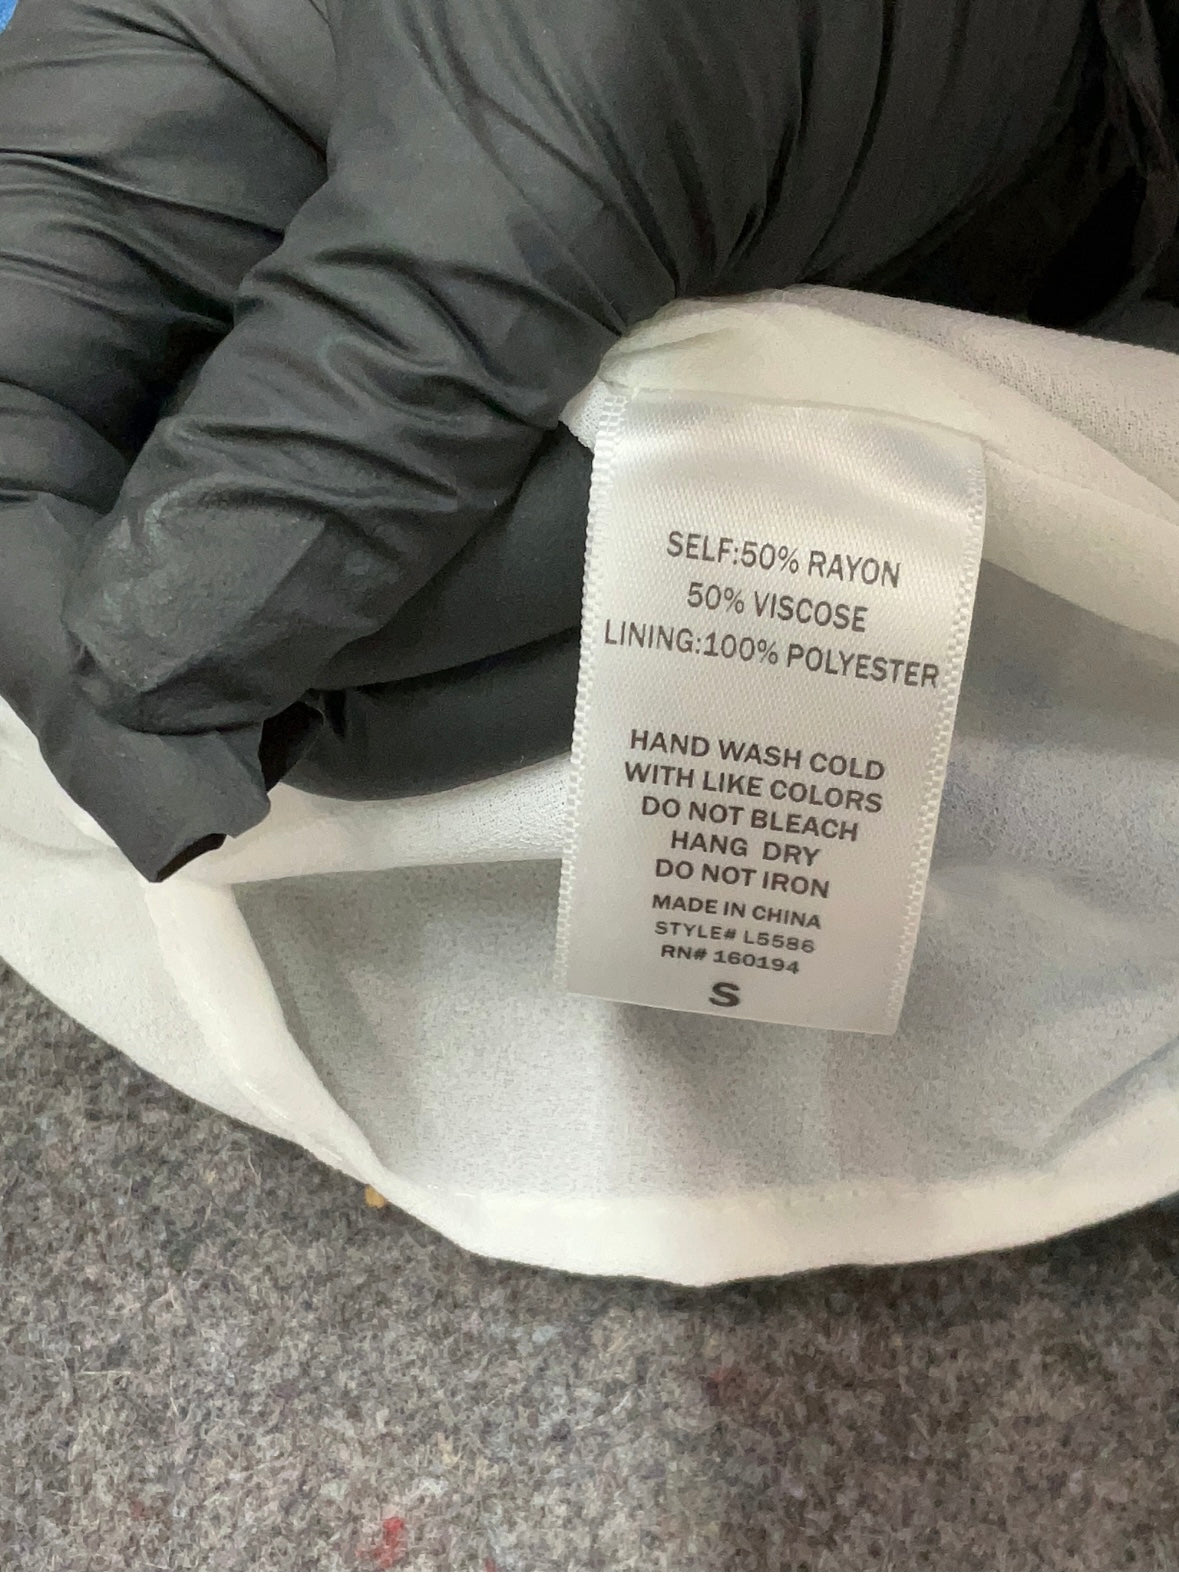 SELF:50% RAYON
50% VISCOSE
LINING:100% POLYESTER
HAND WASH COLD
WITH LIKE COLORS
DO NOT BLEACH
HANG DRY
DO NOT IRON
MADE IN CHINA
STYLE# L5586
RN# 160194
S